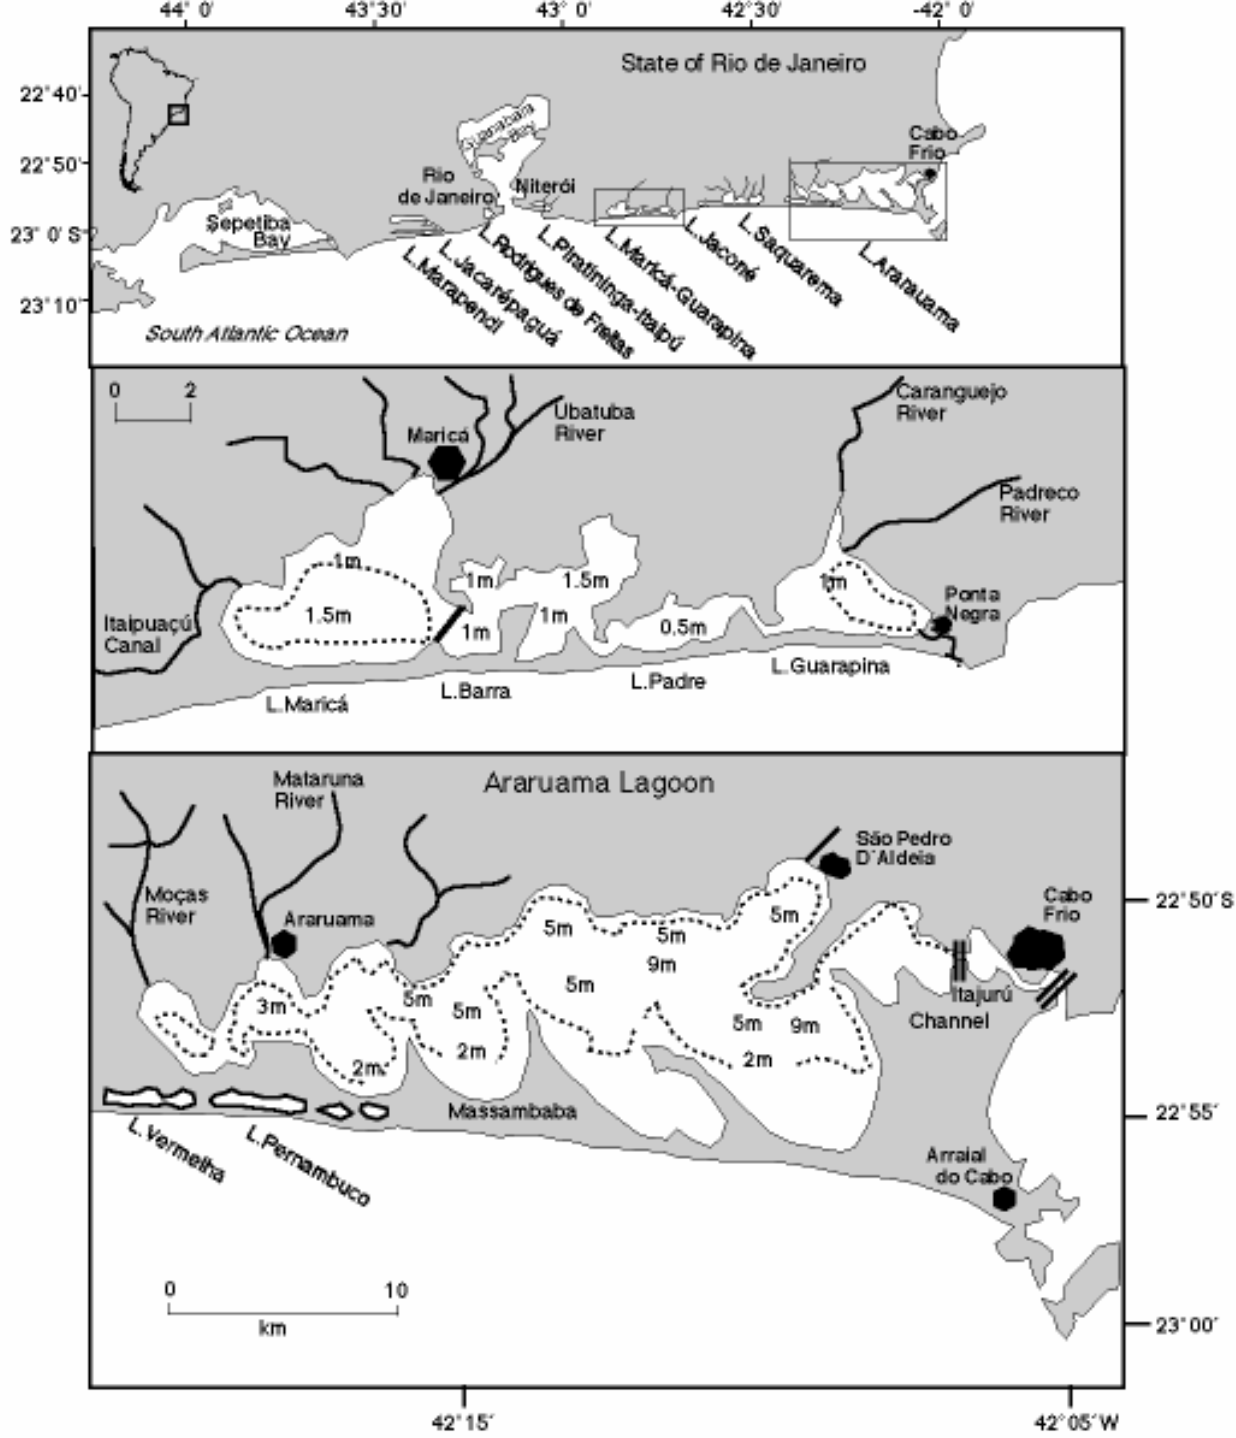 44° 0'
43°30'
43° 0'
42°30'
-42° 0'
State of Rio de Janeiro
22°40'
22°50'
23° 0'S
23°10'
Guanabara
Bay
Cabo
Frio
Rio
de Janeiro
Niterói
Sepetiba
Bay
L.Marapendi
L.Jacarépaguá
L.Rodrigues de Freitas
L.Piratininga-Itaipú
L.Maricá-Guarapina
L.Jaconé
L.Saquarema
L.Ararauama
South Atlantic Ocean
0
2
Maricá
Ubatuba
River
Caranguejo
River
Padreco
River
1m
1.5m
1m
1.5m
1m
1m
0.5m
1m
Ponta
Negra
Itaipuaçú
Canal
L.Maricá
L.Barra
L.Padre
L.Guarapina
Araruama Lagoon
Mataruna
River
São Pedro
D´Aldeia
Moças
River
Araruama
Cabo
Frio
22°50'S
5m
5m
5m
9m
5m
3m
5m
5m
5m
9m
2m
2m
2m
Itajurú
Channel
Massambaba
22°55'
L.Vermelha
L.Pernambuco
Arraial
do Cabo
0
10
km
23°00'
42°15'
42°05'W